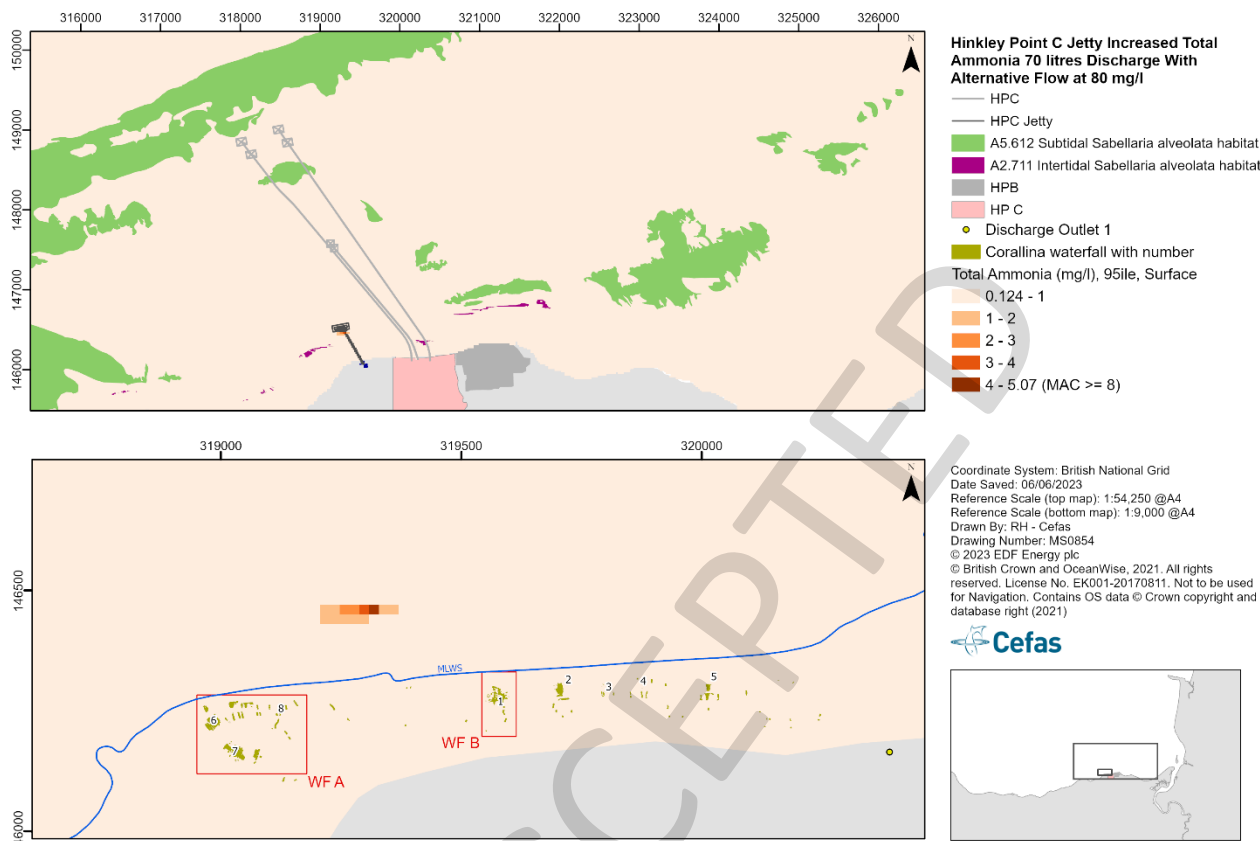 316000 317000 318000 319000 320000 321000 322000 323000 324000 325000 326000
150000
149000
148000
147000
146000
N
Hinkley Point C Jetty Increased Total
Ammonia 70 litres Discharge With
Alternative Flow at 80 mg/l
HPC
HPC Jetty
A5.612 Subtidal Sabellaria alveolata habitat
A2.711 Intertidal Sabellaria alveolata habitat
HPB
HP C
Discharge Outlet 1
Corallina waterfall with number
Total Ammonia (mg/l), 95ile, Surface
0.124 - 1
1 - 2
2 - 3
3 - 4
4 - 5.07 (MAC >= 8)
319000 319500 320000
146500
N
MLWS
1
2
3
4
5
6
7
8
WF B
WF A
Coordinate System: British National Grid
Date Saved: 06/06/2023
Reference Scale (top map): 1:54,250 @A4
Reference Scale (bottom map): 1:9,000 @A4
Drawn By: RH - Cefas
Drawing Number: MS0854
© 2023 EDF Energy plc
© British Crown and OceanWise, 2021. All rights
reserved. License No. EK001-20170811. Not to be used
for Navigation. Contains OS data © Crown copyright and
database right (2021)
Cefas